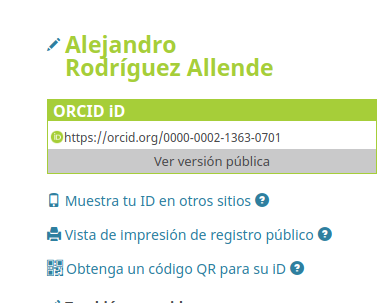 Alejandro
Rodríguez Allende
ORCID iD
iD https://orcid.org/0000-0002-1363-0701
Ver versión pública
Muestra tu ID en otros sitios ?
Vista de impresión de registro público ?
Obtenga un código QR para su iD ?